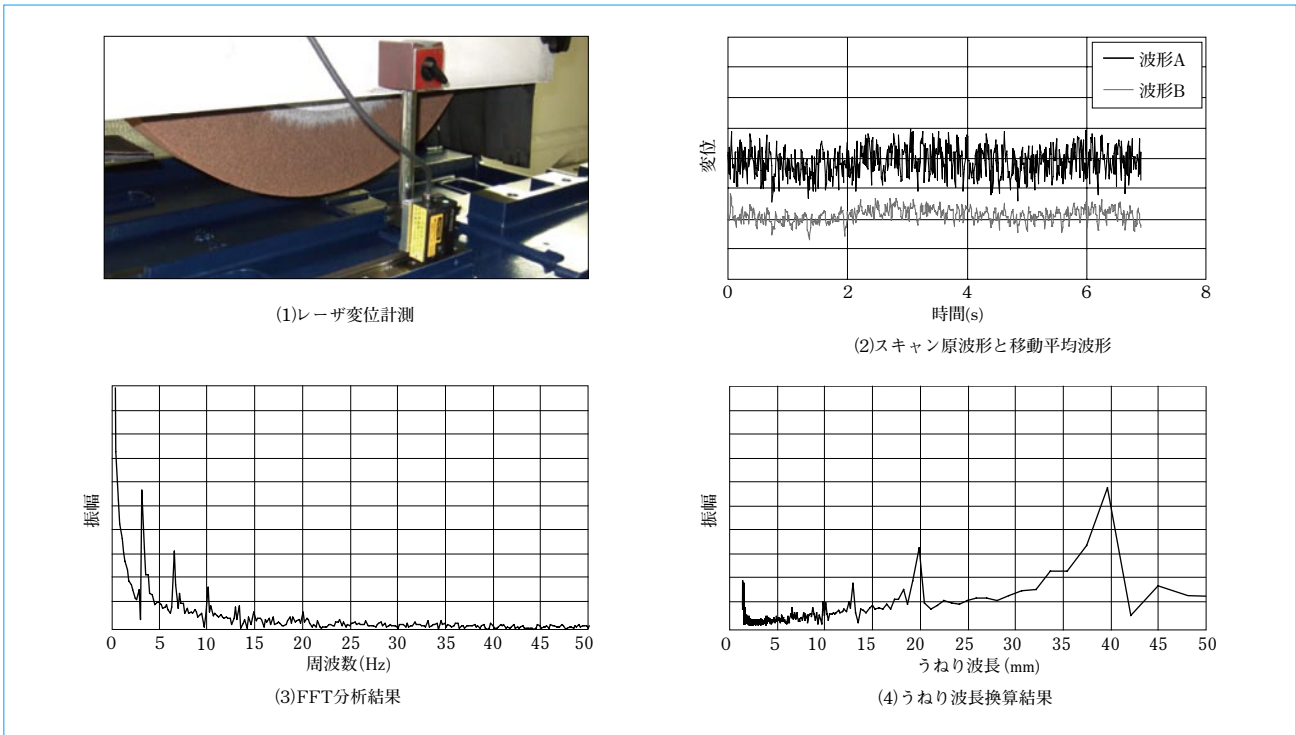 (1)レーザ変位計測
波形A
波形B
変位
0 2 4 6 8
時間(s)
(2)スキャン原波形と移動平均波形
振幅
0 5 10 15 20 25 30 35 40 45 50
周波数(Hz)
(3)FFT分析結果
振幅
0 5 10 15 20 25 30 35 40 45 50
うねり波長(mm)
(4)うねり波長換算結果